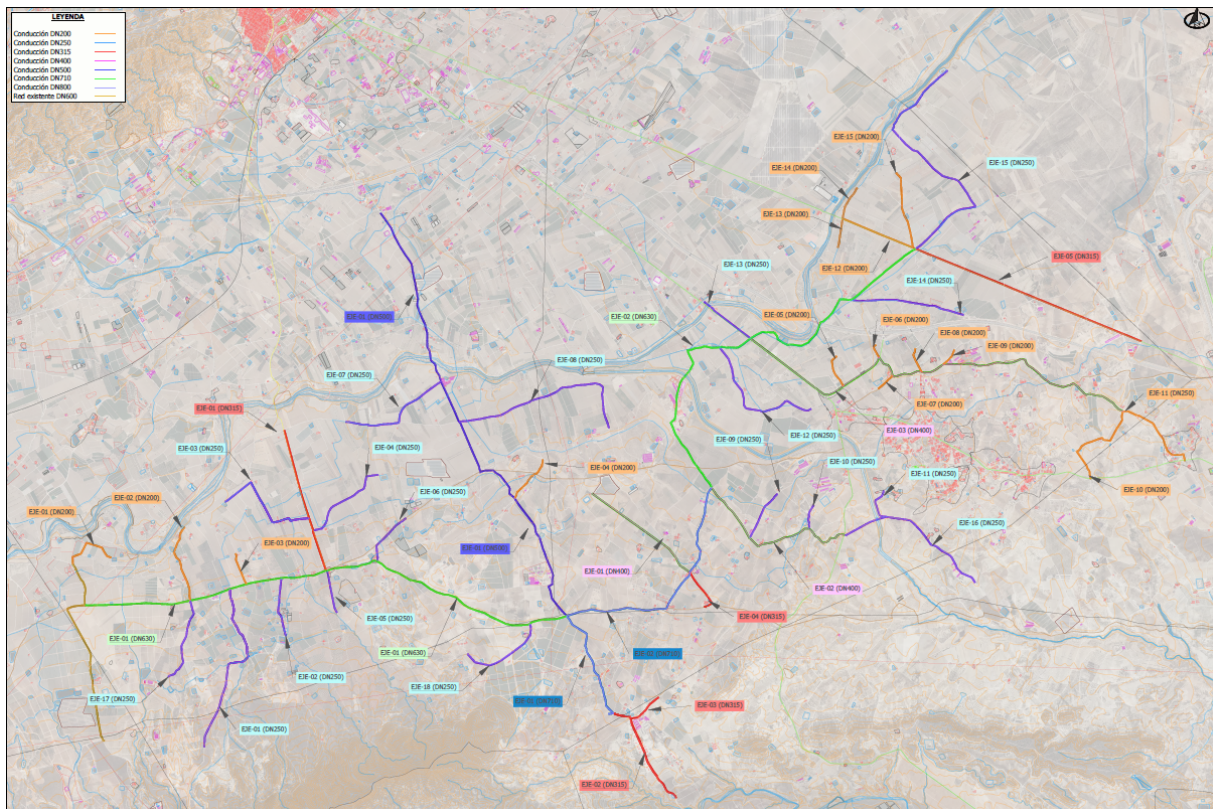 LEYENDA
Conducción DN200
Conducción DN250
Conducción DN315
Conducción DN400
Conducción DN500
Conducción DN710
Conducción DN800
Red existente DN600
EJE-15 (DN200)
EJE-14 (DN200)
EJE-15 (DN250)
EJE-13 (DN200)
EJE-05 (DN315)
EJE-12 (DN200)
EJE-13 (DN250)
EJE-14 (DN250)
EJE-02 (DN630)
EJE-05 (DN200)
EJE-06 (DN200)
EJE-08 (DN200)
EJE-09 (DN200)
EJE-08 (DN250)
EJE-07 (DN250)
EJE-11 (DN250)
EJE-01 (DN315)
EJE-07 (DN200)
EJE-03 (DN400)
EJE-12 (DN250)
EJE-09 (DN250)
EJE-03 (DN250)
EJE-04 (DN250)
EJE-10 (DN250)
EJE-04 (DN200)
EJE-11 (DN250)
EJE-06 (DN250)
EJE-10 (DN200)
EJE-02 (DN200)
EJE-01 (DN200)
EJE-16 (DN250)
EJE-03 (DN200)
EJE-01 (DN400)
EJE-02 (DN400)
EJE-04 (DN315)
EJE-05 (DN250)
EJE-01 (DN630)
EJE-01 (DN630)
EJE-02 (DN250)
EJE-18 (DN250)
EJE-17 (DN250)
EJE-03 (DN315)
EJE-01 (DN250)
EJE-02 (DN315)